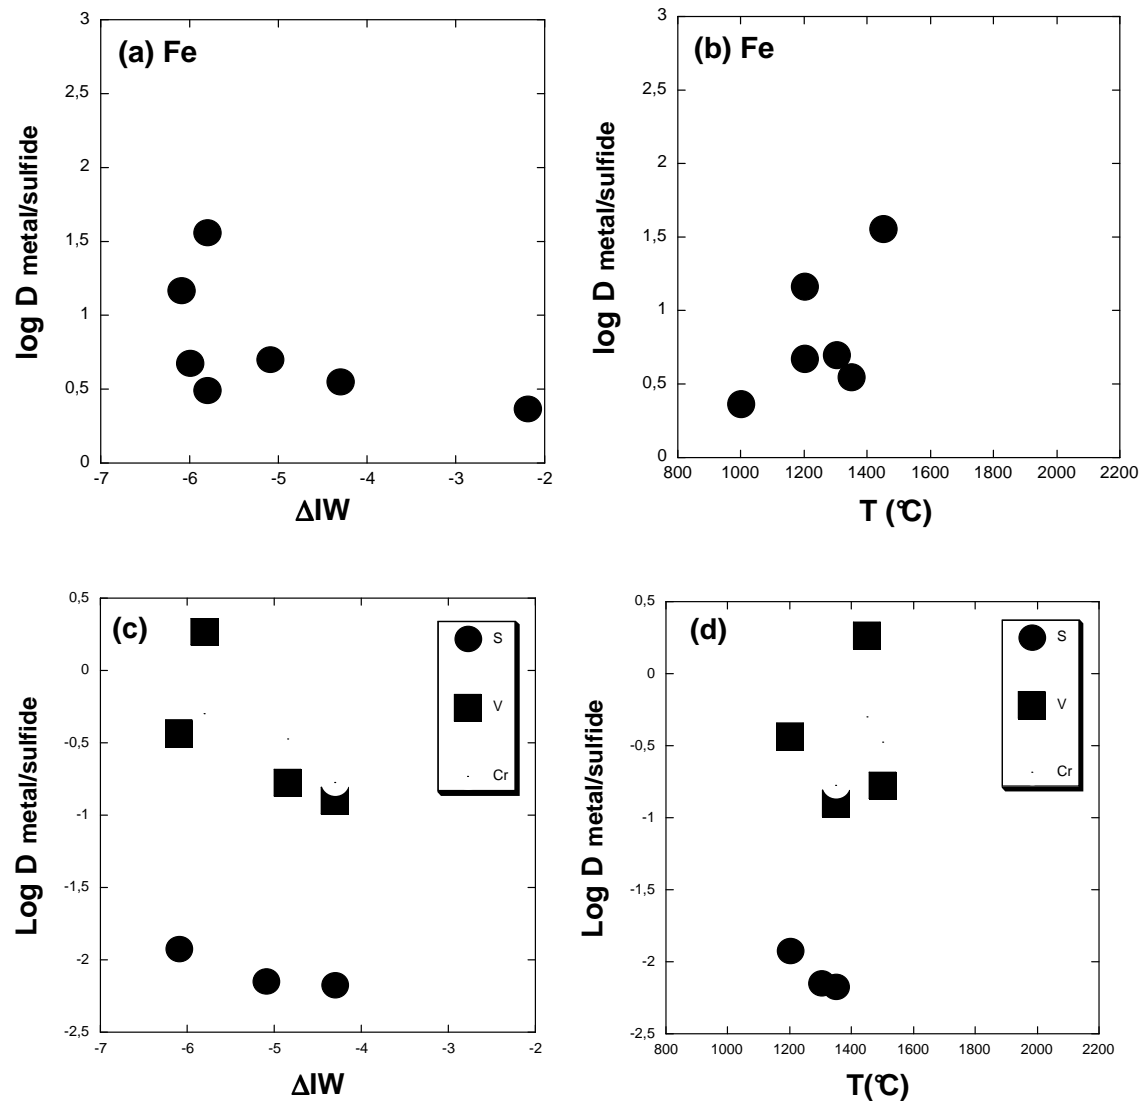 (a) Fe
log D metal/sulfide
3
2,5
2
1,5
1
0,5
0
-7 -6 -5 -4 -3 -2
ΔIW
(b) Fe
log D metal/sulfide
3
2,5
2
1,5
1
0,5
0
800 1000 1200 1400 1600 1800 2000 2200
T (°C)
(c)
Log D metal/sulfide
0,5
0
-0,5
-1
-1,5
-2
-2,5
-7 -6 -5 -4 -3 -2
ΔIW
S
V
Cr
(d)
Log D metal/sulfide
0,5
0
-0,5
-1
-1,5
-2
-2.5
800 1000 1200 1400 1600 1800 2000 2200
T(°C)
S
V
Cr